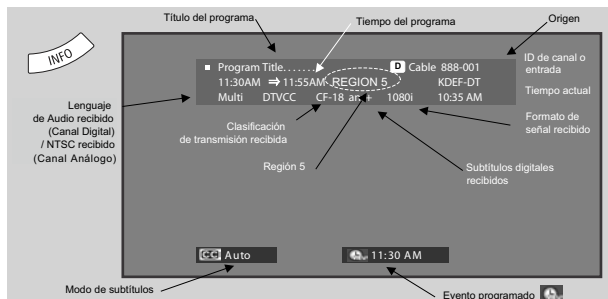 Título del programa
Tiempo del programa
Origen
INFO
Program Title.......
D Cable 888-001
11:30AM ⇒ 11:55AM REGION 5
KDEF-DT
Multi DTVCC CF-18 an + 1080i 10:35 AM
ID de canal o
entrada
Tiempo actual
Formato de
señal recibido
Lenguaje
de Audio recibido
(Canal Digital)
/ NTSC recibido
(Canal Análogo)
Clasificación
de transmisión recibida
Región 5
Subtítulos digitales
recibidos
CC Auto
11:30 AM
Modo de subtítulos
Evento programado